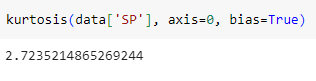 kurtosis(data['SP'], axis=0, bias=True)
2.7235214865269244